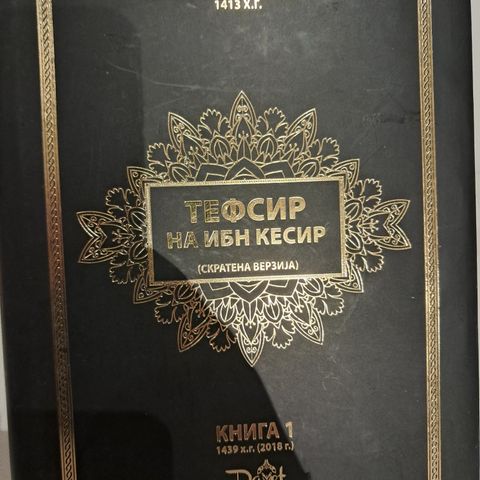 1413 х.г.
ТЕФСИР
НА ИБН КЕСИР
(СКРАТЕНА ВЕРЗИЈА)
КНИГА 1
1439 х.г. (2018 г.)